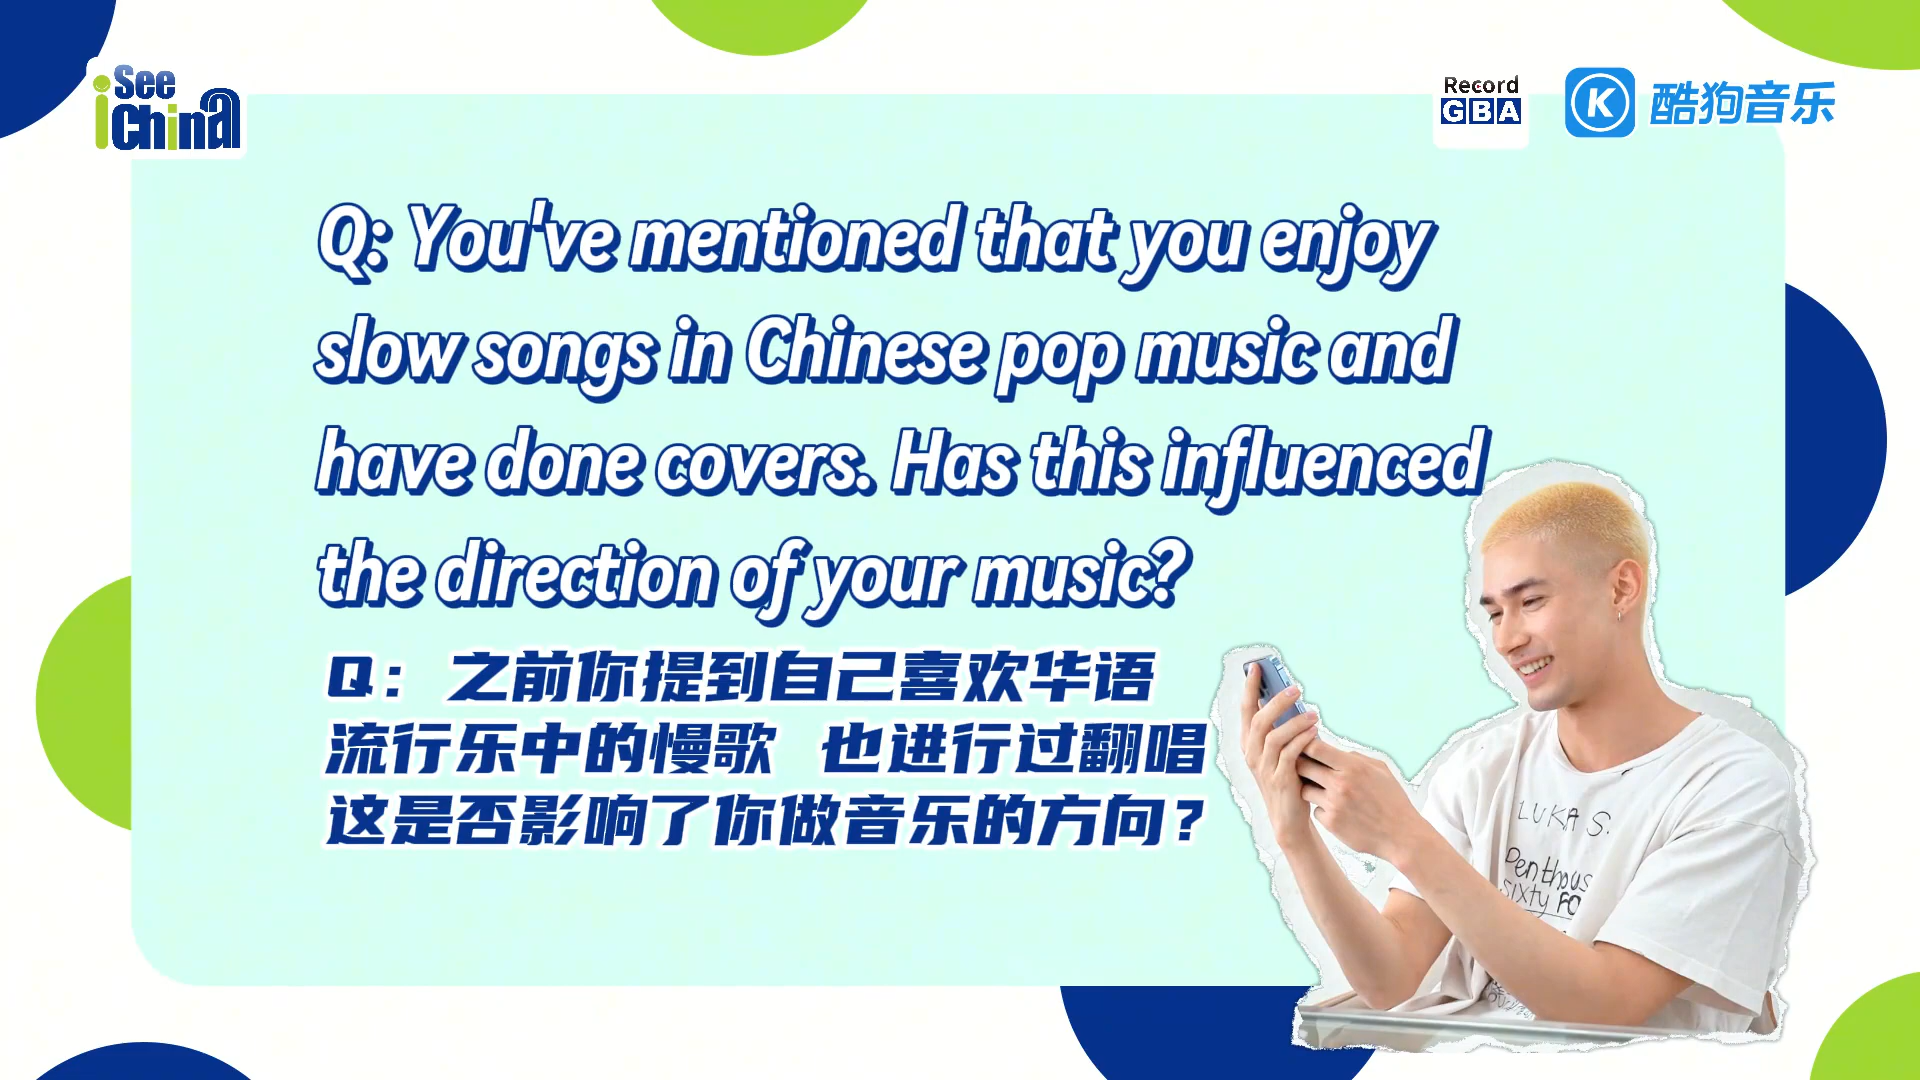 See
iChina
Record
GBA
K 酷狗音乐
Q: You've mentioned that you enjoy
slow songs in Chinese pop music and
have done covers. Has this influenced
the direction of your music?
Q：之前你提到自己喜欢华语
流行乐中的慢歌 也进行过翻唱
这是否影响了你做音乐的方向？
LUKA S.
Penthous
sixty FO